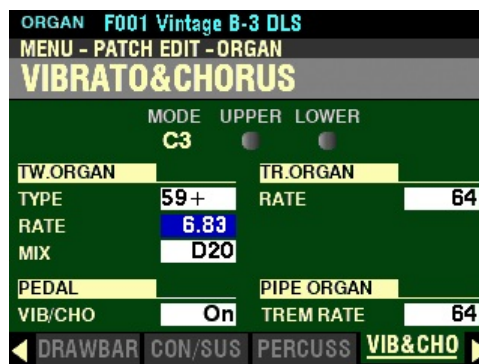 ORGAN F001 Vintage B-3 DLS
MENU - PATCH EDIT - ORGAN
VIBRATO&CHORUS
MODE UPPER LOWER
C3
TW.ORGAN TR.ORGAN
TYPE 59+ RATE 64
RATE 6.83
MIX D20
PEDAL PIPE ORGAN
VIB/CHO On TREM RATE 64
DRAWBAR CON/SUS PERCUSS VIB&CHO